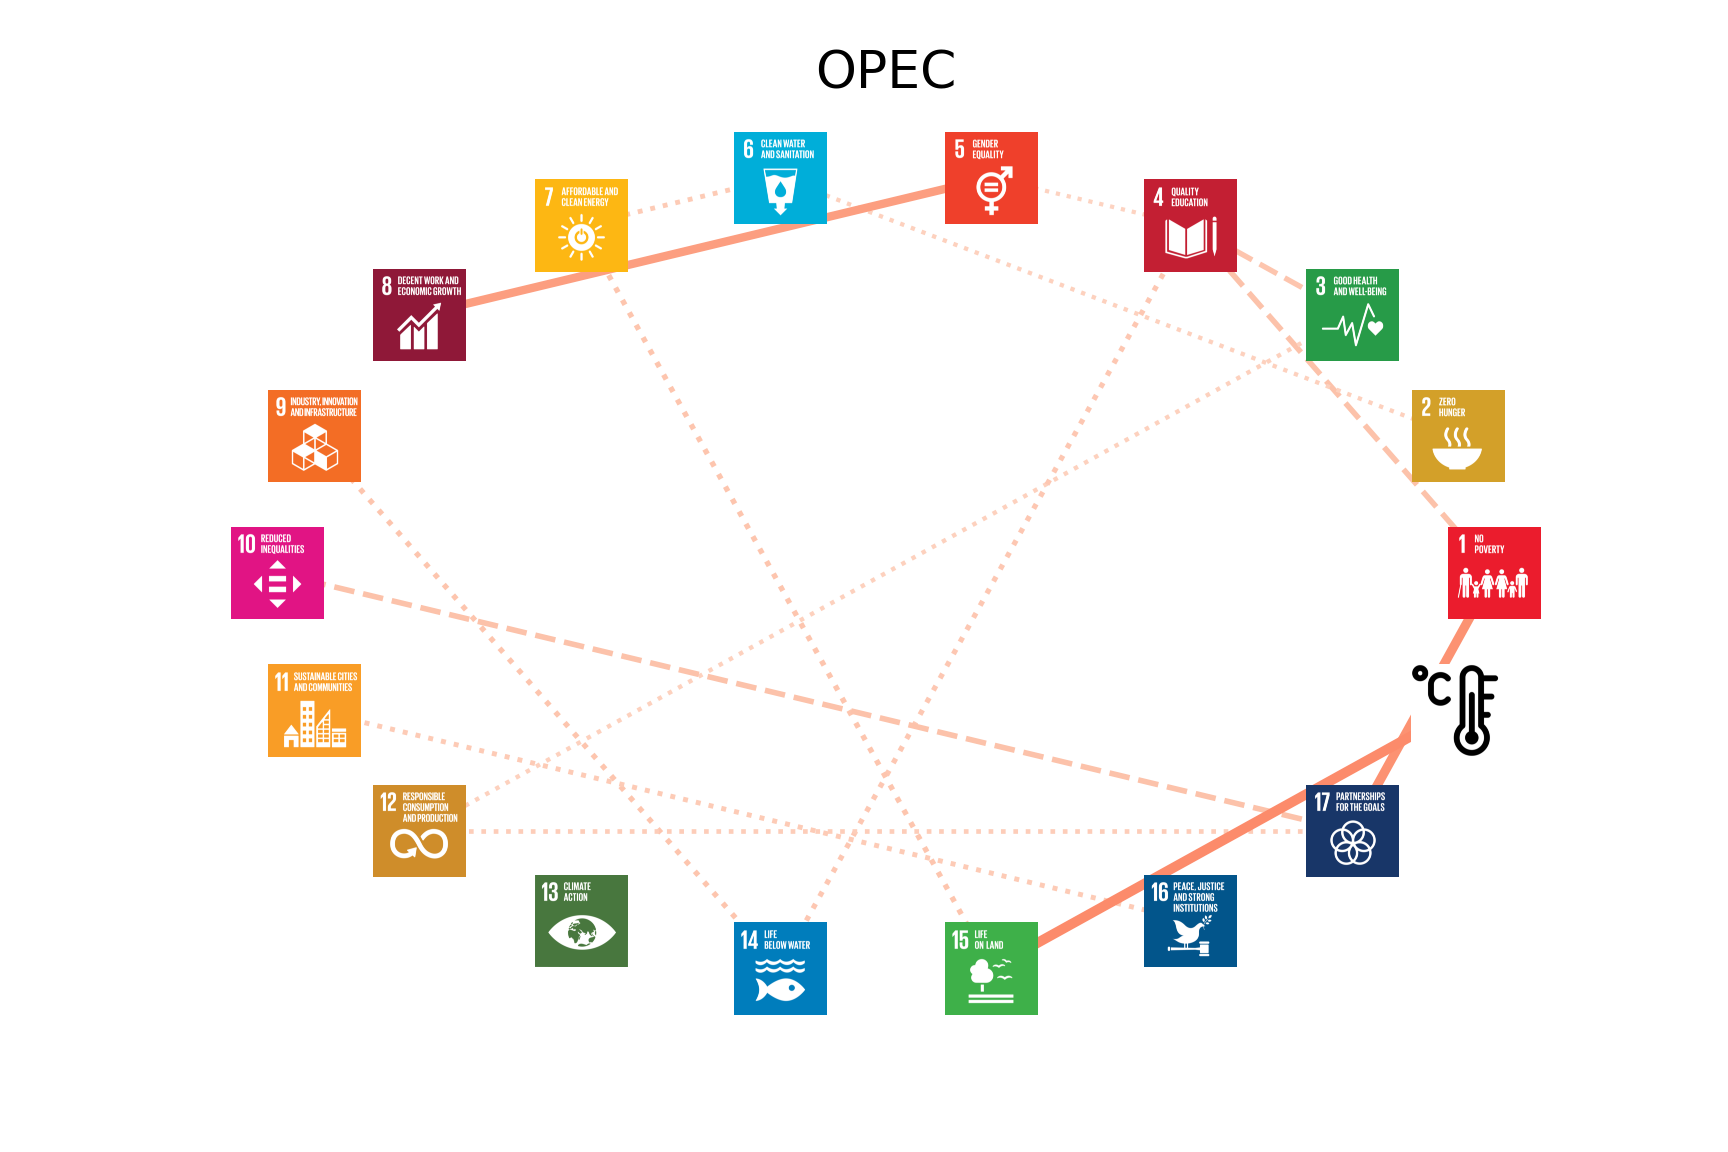 OPEC
6 CLEAN WATER
AND SANITATION
5 GENDER
EQUALITY
7 AFFORDABLE AND
CLEAN ENERGY
4 QUALITY
EDUCATION
8 DECENT WORK AND
ECONOMIC GROWTH
3 GOOD HEALTH
AND WELL-BEING
9 INDUSTRY, INNOVATION
AND INFRASTRUCTURE
2 ZERO
HUNGER
10 REDUCED
INEQUALITIES
1 NO
POVERTY
11 SUSTAINABLE CITIES
AND COMMUNITIES
°C
12 RESPONSIBLE
CONSUMPTION
AND PRODUCTION
17 PARTNERSHIPS
FOR THE GOALS
13 CLIMATE
ACTION
16 PEACE, JUSTICE
AND STRONG
INSTITUTIONS
14 LIFE
BELOW WATER
15 LIFE
ON LAND